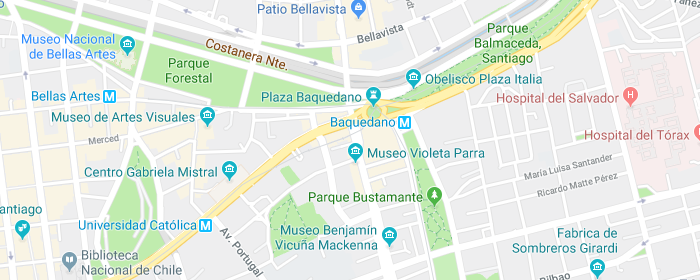 Patio Bellavista
Bellavista
Museo Nacional
de Bellas Artes
Costanera Nte.
Parque
Balmaceda,
Santiago
Parque
Forestal
Obelisco Plaza Italia
Bellas Artes M
Plaza Baquedano
Hospital del Salvador H
Museo de Artes Visuales
Baquedano M
Hospital del Tórax H
Merced
Museo Violeta Parra
María Luisa Santander
Centro Gabriela Mistral
Ricardo Matte Pérez
Parque Bustamante
Santiago
Universidad Católica M
Av. Portugal
Museo Benjamín
Vicuña Mackenna
Fabrica de
Sombreros Girardi
Biblioteca
Nacional de Chile
Bilbao